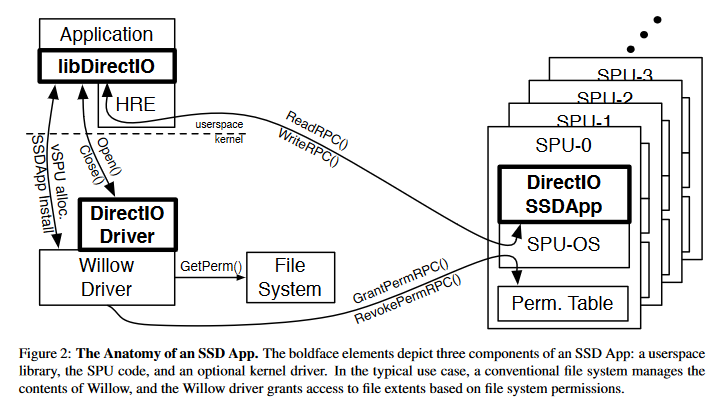 Application
libDirectIO
HRE
userspace
kernel
vSPU alloc.
SSDApp Install
Open()
Close()
ReadRPC()
WriteRPC()
DirectIO
Driver
Willow
Driver
GetPerm()
File
System
GrantPermRPC()
RevokePermRPC()
SPU-3
SPU-2
SPU-1
SPU-0
DirectIO
SSDApp
SPU-OS
Perm. Table
Figure 2: The Anatomy of an SSD App. The boldface elements depict three components of an SSD App: a userspace
library, the SPU code, and an optional kernel driver. In the typical use case, a conventional file system manages the
contents of Willow, and the Willow driver grants access to file extents based on file system permissions.